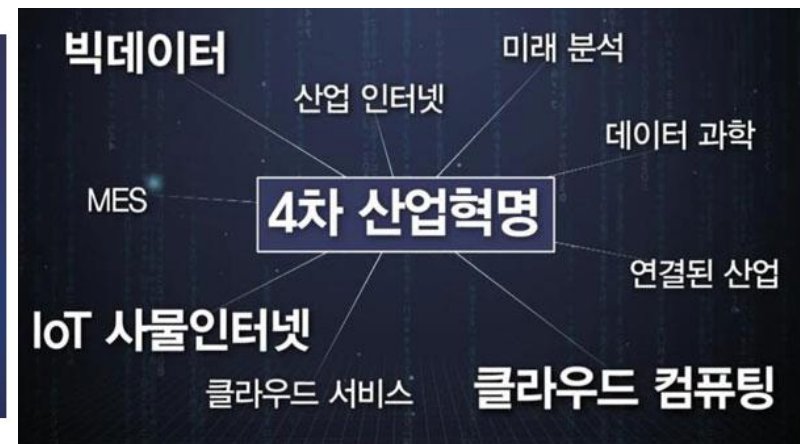 빅데이터
미래 분석
산업 인터넷
데이터 과학
MES
4차 산업혁명
연결된 산업
IoT 사물인터넷
클라우드 서비스
클라우드 컴퓨팅